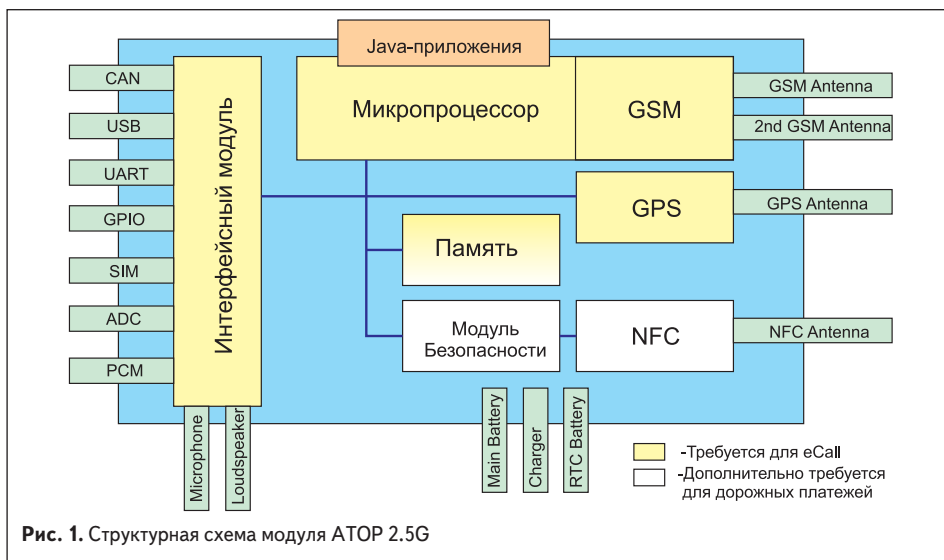 Java-приложения
CAN
USB
UART
GPIO
SIM
ADC
PCM
Интерфейсный модуль
Микропроцессор
GSM
GPS
Память
Модуль
Безопасности
NFC
GSM Antenna
2nd GSM Antenna
GPS Antenna
NFC Antenna
Microphone
Loudspeaker
Main Battery
Charger
RTC Battery
-Требуется для eCall
-Дополнительно требуется
для дорожных платежей
Рис. 1. Структурная схема модуля ATOP 2.5G